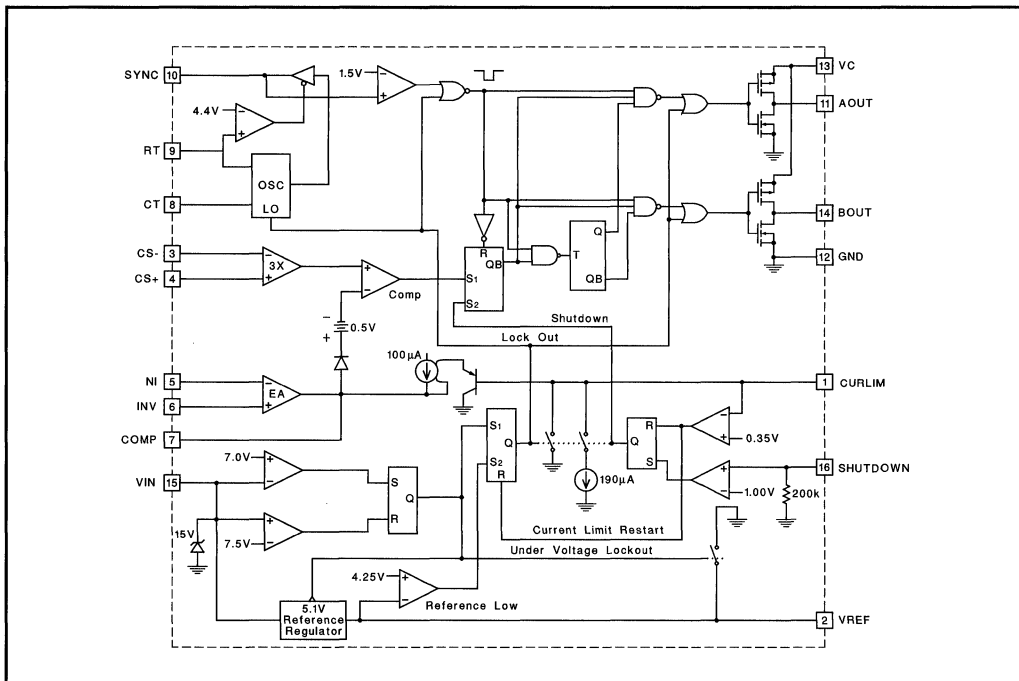 SYNC 10
1.5V
13 VC
4.4V
11 AOUT
RT 9
OSC
LO
CT 8
14 BOUT
Q
T
QB
R
QB
S1
S2
CS- 3
CS+ 4
3X
Comp
12 GND
0.5V
Shutdown
Lock Out
100µA
NI 5
INV 6
EA
1 CURLIM
COMP 7
S1
Q
S2
R
R
Q
S
0.35V
7.0V
VIN 15
S
Q
R
190µA
1.00V
16 SHUTDOWN
200k
15V
7.5V
Current Limit Restart
Under Voltage Lockout
4.25V
Reference Low
5.1V
Reference
Regulator
2 VREF